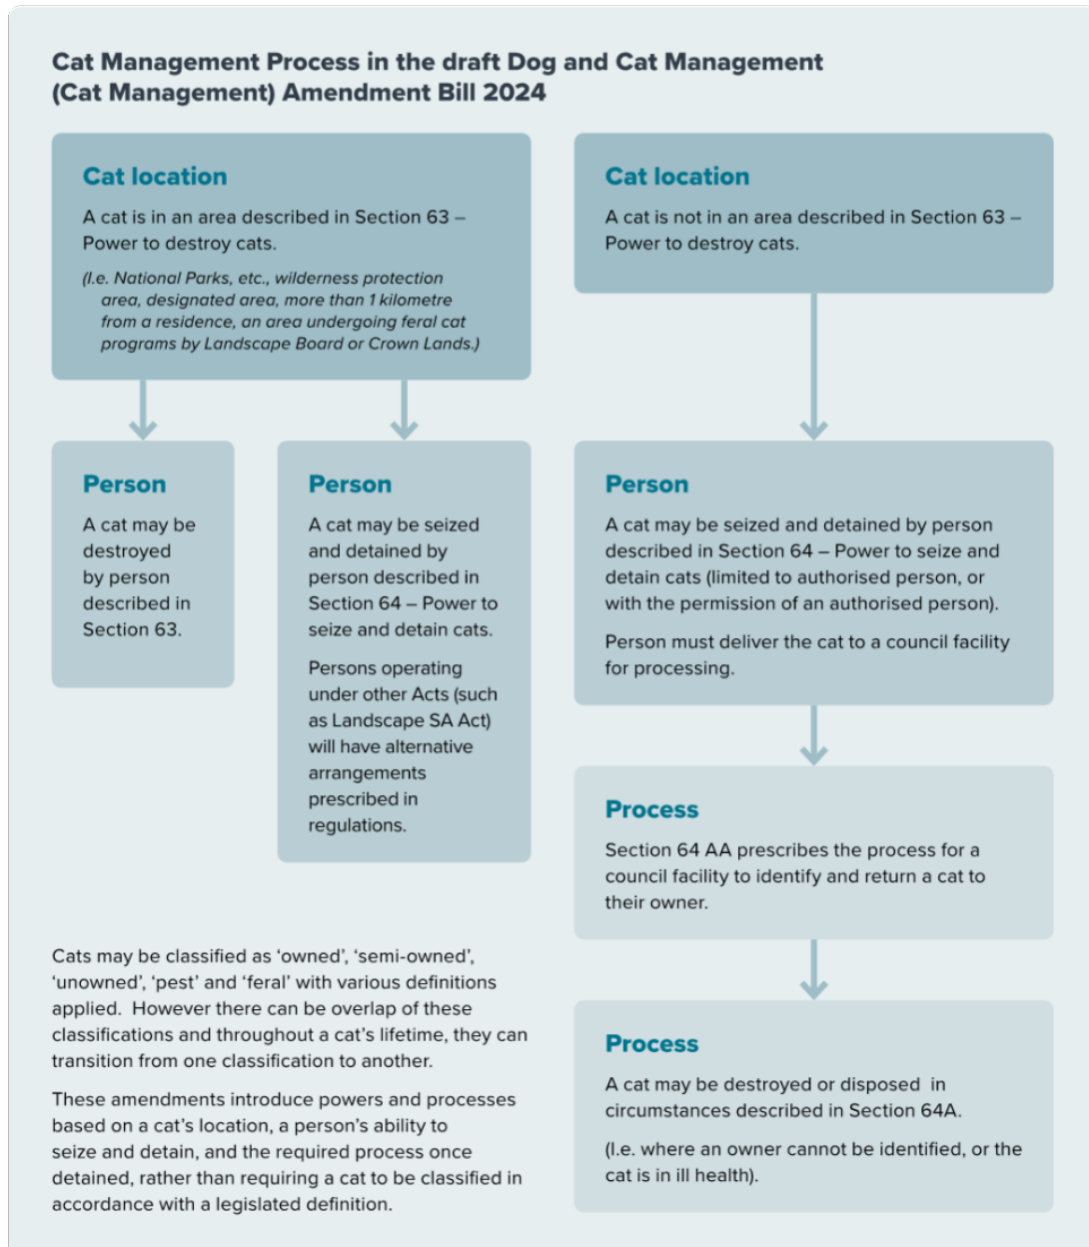 Cat Management Process in the draft Dog and Cat Management
(Cat Management) Amendment Bill 2024
Cat location
A cat is in an area described in Section 63 –
Power to destroy cats.
(I.e. National Parks, etc., wilderness protection
area, designated area, more than 1 kilometre
from a residence, an area undergoing feral cat
programs by Landscape Board or Crown Lands.)
Cat location
A cat is not in an area described in Section 63 –
Power to destroy cats.
Person
A cat may be
destroyed
by person
described in
Section 63.
Person
A cat may be seized
and detained by
person described in
Section 64 – Power to
seize and detain cats.
Persons operating
under other Acts (such
as Landscape SA Act)
will have alternative
arrangements
prescribed in
regulations.
Person
A cat may be seized and detained by person
described in Section 64 – Power to seize and
detain cats (limited to authorised person, or
with the permission of an authorised person).
Person must deliver the cat to a council facility
for processing.
Process
Section 64 AA prescribes the process for a
council facility to identify and return a cat to
their owner.
Process
A cat may be destroyed or disposed  in
circumstances described in Section 64A.
(I.e. where an owner cannot be identified, or the
cat is in ill health).
Cats may be classified as ‘owned’, ‘semi-owned’,
‘unowned’, ‘pest’ and ‘feral’ with various definitions
applied.  However there can be overlap of these
classifications and throughout a cat’s lifetime, they can
transition from one classification to another.
These amendments introduce powers and processes
based on a cat’s location, a person’s ability to
seize and detain, and the required process once
detained, rather than requiring a cat to be classified in
accordance with a legislated definition.